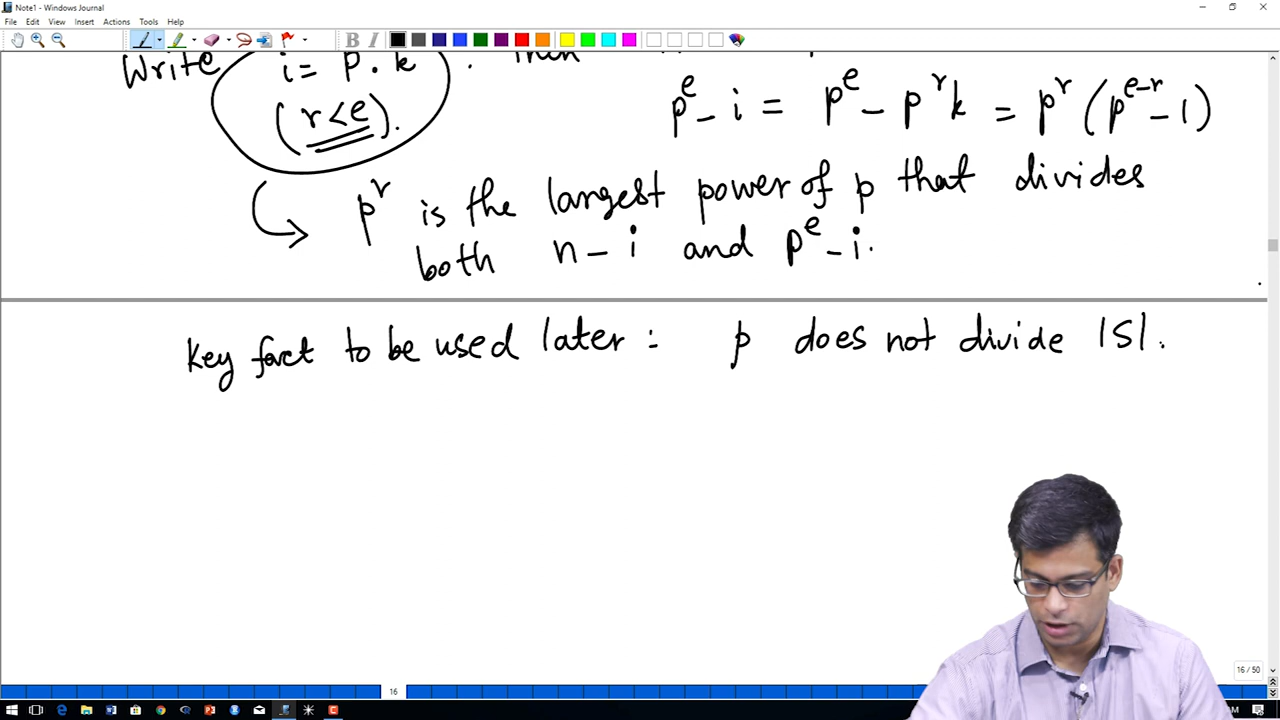 Note1 - Windows Journal
File Edit View Insert Actions Tools Help
Write i = p . k . Then
(r < e).
p^e - i = p^e - p^r k = p^r (p^{e-r} - 1)
p^r is the largest power of p that divides
both n - i and p^e - i.
Key fact to be used later : p does not divide |S|.
16 / 50
16